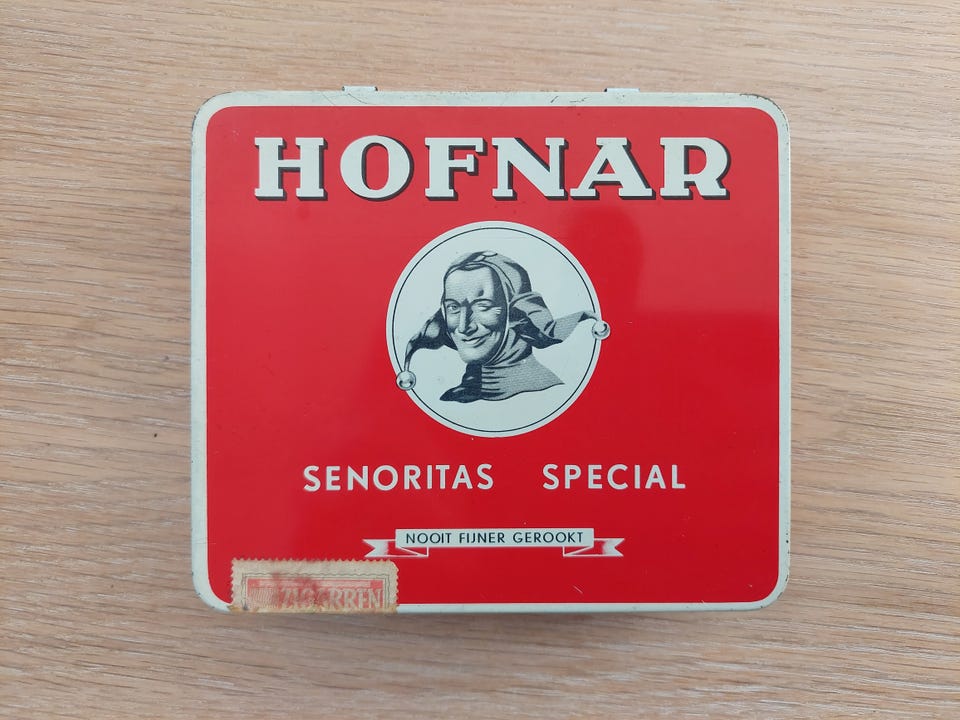 HOFNAR
SENORITAS SPECIAL
NOOIT FIJNER GEROOKT